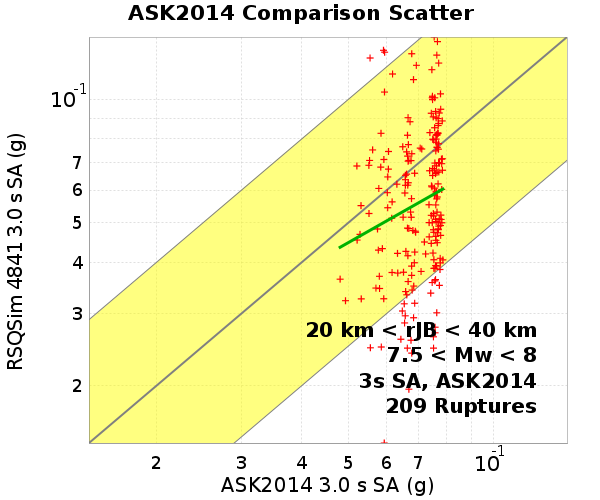 ASK2014 Comparison Scatter
RSQSim 4841 3.0 s SA (g)
10⁻¹
7
6
5
4
3
2
20 km < rJB < 40 km
7.5 < Mw < 8
3s SA, ASK2014
209 Ruptures
2 3 4 5 6 7 10⁻¹
ASK2014 3.0 s SA (g)